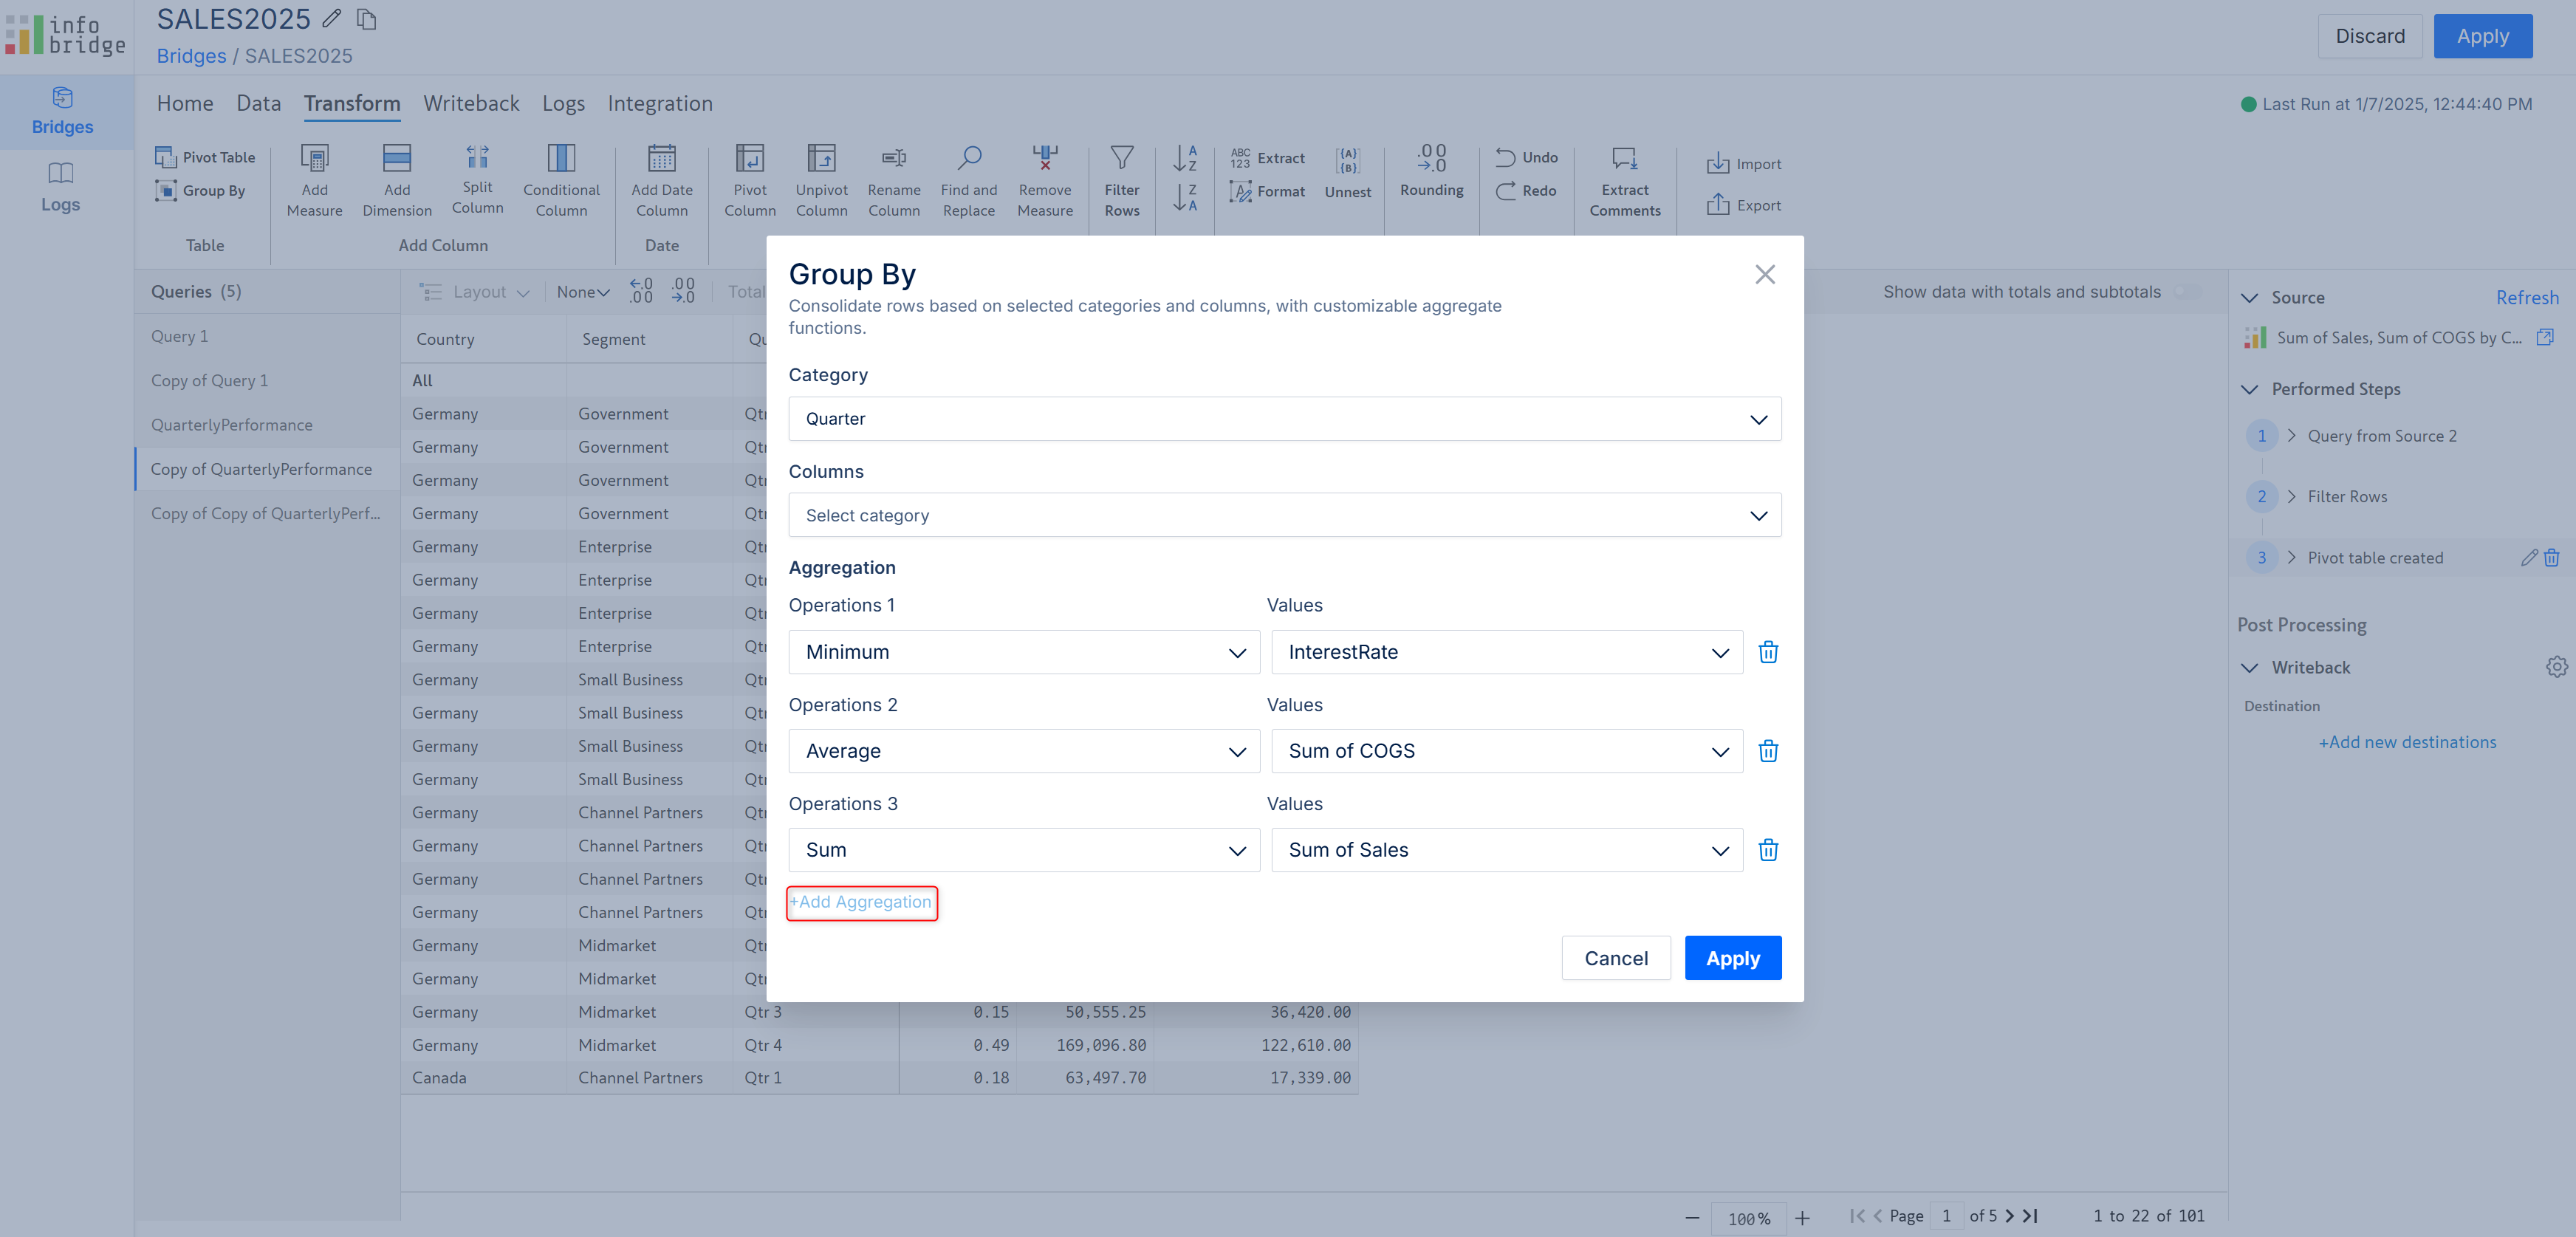 info
bridge
SALES2025
Bridges / SALES2025
Discard
Apply
Bridges
Logs
Home Data Transform Writeback Logs Integration
Last Run at 1/7/2025, 12:44:40 PM
Pivot Table
Group By
Table
Add
Measure
Add
Dimension
Split
Column
Conditional
Column
Add Column
Add Date
Column
Date
Pivot
Column
Unpivot
Column
Rename
Column
Find and
Replace
Remove
Measure
Filter
Rows
A
Z
Z
A
ABC
123 Extract
Format
{A}
{B}
Unnest
.00
→.0
Rounding
Undo
Redo
Extract
Comments
Import
Export
Queries (5)
Query 1
Copy of Query 1
QuarterlyPerformance
Copy of QuarterlyPerformance
Copy of Copy of QuarterlyPerf...
Layout
None
←.0
.00
.00
→.0
Total
Show data with totals and subtotals
Country Segment Qu
All
Germany Government Qtr
Germany Government Qtr
Germany Government Qtr
Germany Government Qtr
Germany Enterprise Qtr
Germany Enterprise Qtr
Germany Enterprise Qtr
Germany Enterprise Qtr
Germany Small Business Qtr
Germany Small Business Qtr
Germany Small Business Qtr
Germany Small Business Qtr
Germany Channel Partners Qtr
Germany Channel Partners Qtr
Germany Channel Partners Qtr
Germany Channel Partners Qtr
Germany Midmarket Qtr
Germany Midmarket Qtr
Germany Midmarket Qtr 3 0.15 50,555.25 36,420.00
Germany Midmarket Qtr 4 0.49 169,096.80 122,610.00
Canada Channel Partners Qtr 1 0.18 63,497.70 17,339.00
Group By
Consolidate rows based on selected categories and columns, with customizable aggregate
functions.
Category
Quarter
Columns
Select category
Aggregation
Operations 1 Values
Minimum InterestRate
Operations 2 Values
Average Sum of COGS
Operations 3 Values
Sum Sum of Sales
+Add Aggregation
Cancel
Apply
Source
Refresh
Sum of Sales, Sum of COGS by C...
Performed Steps
1 Query from Source 2
2 Filter Rows
3 Pivot table created
Post Processing
Writeback
Destination
+Add new destinations
100%
Page 1 of 5
1 to 22 of 101